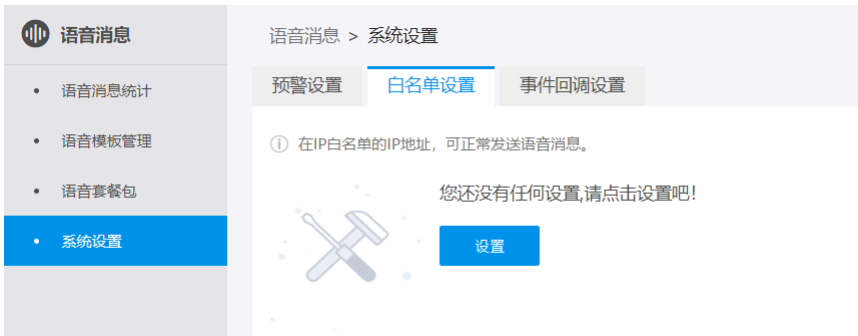 语音消息
语音消息 > 系统设置
预警设置 白名单设置 事件回调设置
语音消息统计
语音模板管理
语音套餐包
系统设置
在IP白名单的IP地址，可正常发送语音消息。
您还没有任何设置,请点击设置吧！
设置